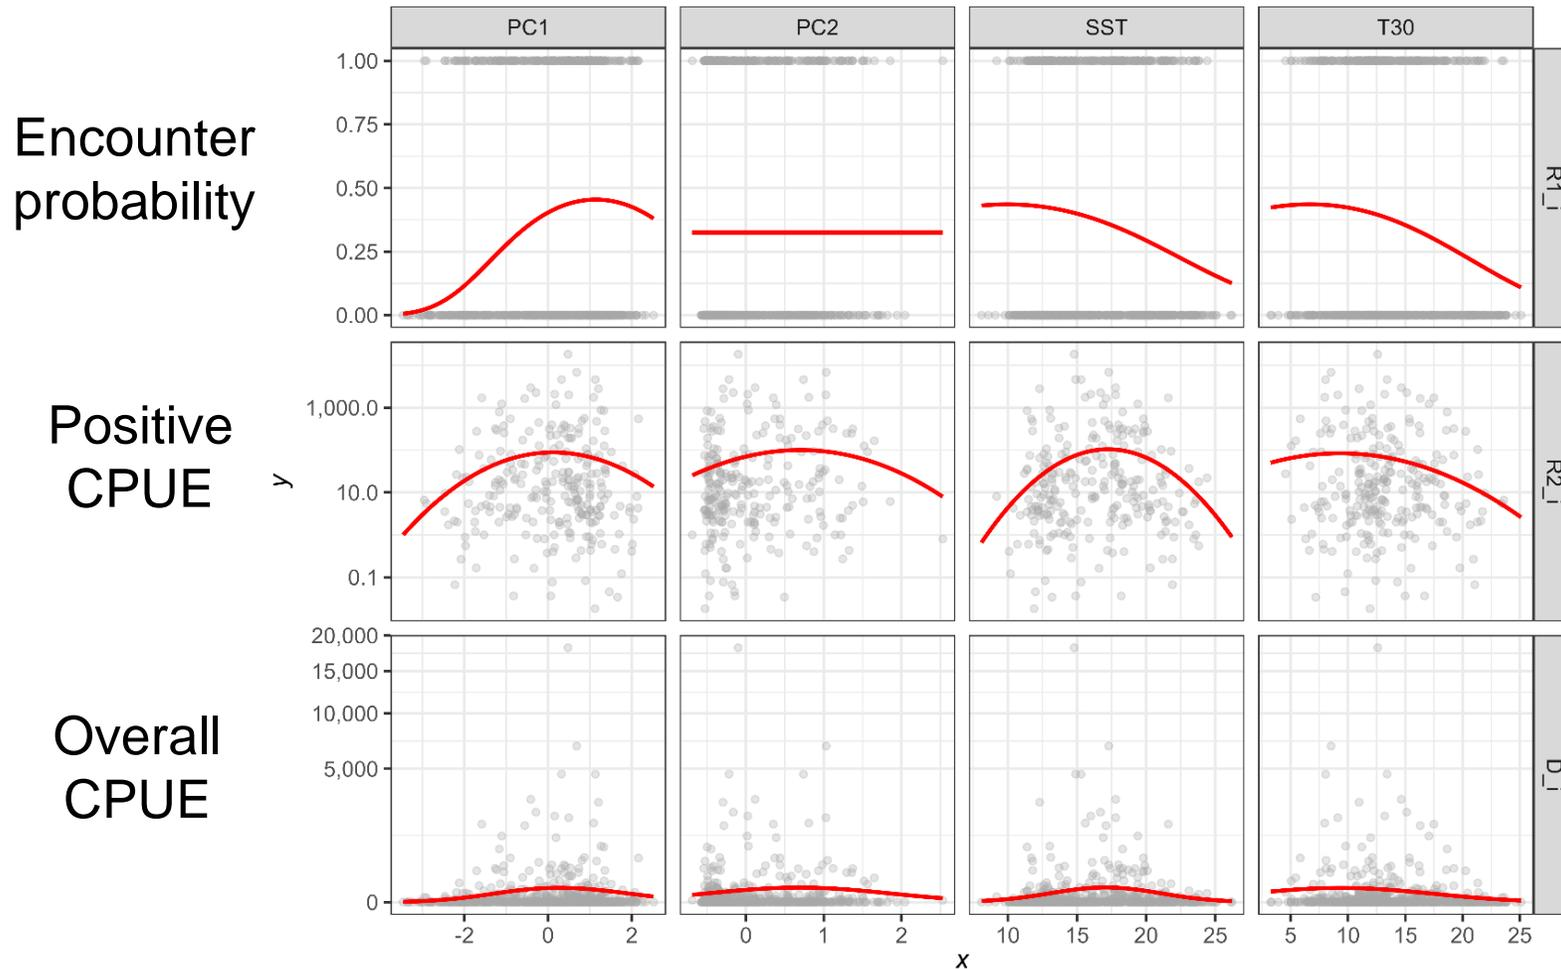 PC1 PC2 SST T30
Encounter
probability
1.00
0.75
0.50
0.25
0.00
R1_i
Positive
CPUE
1,000.0
10.0
0.1
y
R2_i
Overall
CPUE
20,000
15,000
10,000
5,000
0
D_i
-2 0 2 0 1 2 10 15 20 25 5 10 15 20 25
x